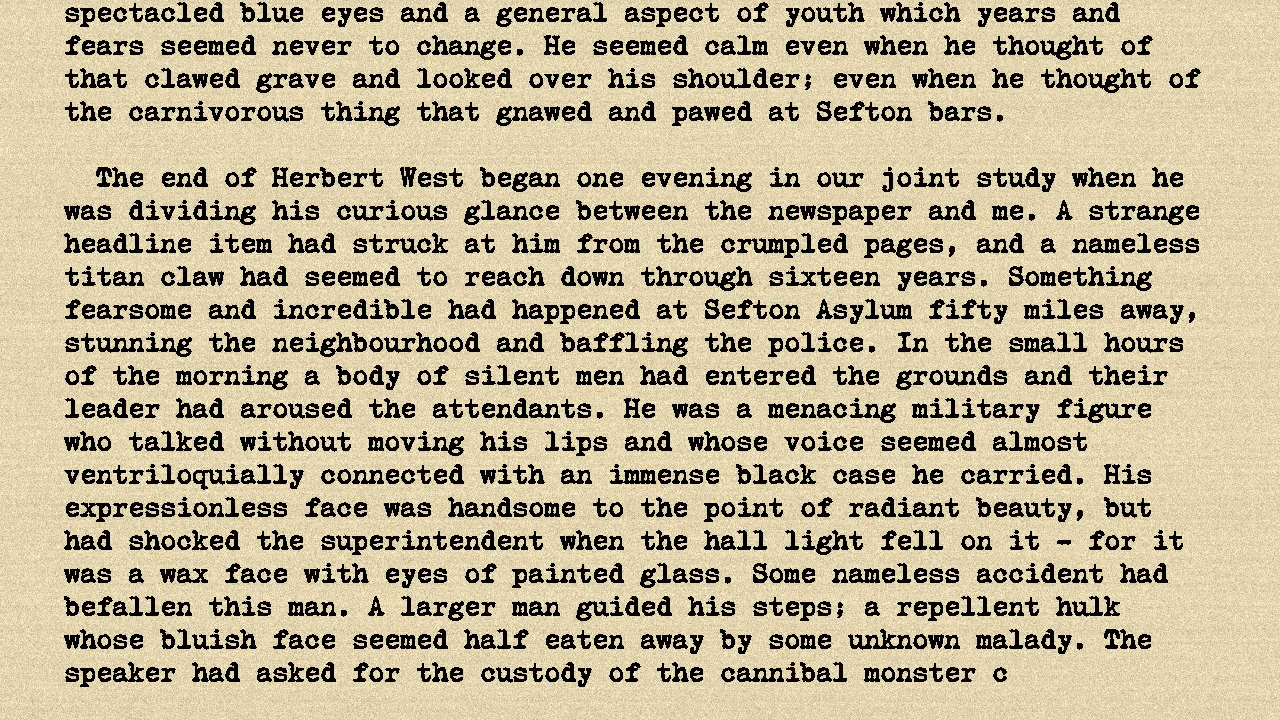 spectacled blue eyes and a general aspect of youth which years and
fears seemed never to change. He seemed calm even when he thought of
that clawed grave and looked over his shoulder; even when he thought of
the carnivorous thing that gnawed and pawed at Sefton bars.
The end of Herbert West began one evening in our joint study when he
was dividing his curious glance between the newspaper and me. A strange
headline item had struck at him from the crumpled pages, and a nameless
titan claw had seemed to reach down through sixteen years. Something
fearsome and incredible had happened at Sefton Asylum fifty miles away,
stunning the neighbourhood and baffling the police. In the small hours
of the morning a body of silent men had entered the grounds and their
leader had aroused the attendants. He was a menacing military figure
who talked without moving his lips and whose voice seemed almost
ventriloquially connected with an immense black case he carried. His
expressionless face was handsome to the point of radiant beauty, but
had shocked the superintendent when the hall light fell on it – for it
was a wax face with eyes of painted glass. Some nameless accident had
befallen this man. A larger man guided his steps; a repellent hulk
whose bluish face seemed half eaten away by some unknown malady. The
speaker had asked for the custody of the cannibal monster c